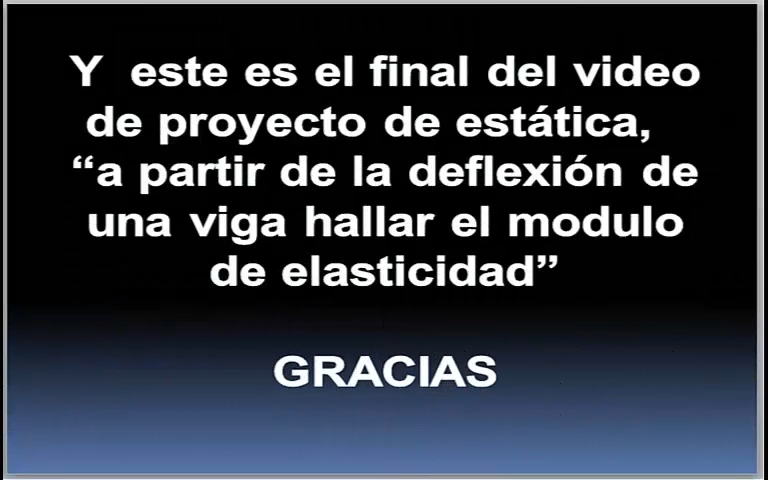 Y este es el final del video
de proyecto de estática,
“a partir de la deflexión de
una viga hallar el modulo
de elasticidad”
GRACIAS